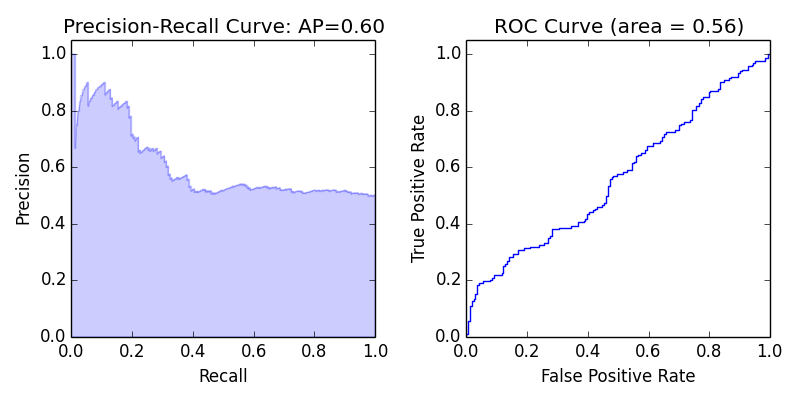 Precision-Recall Curve: AP=0.60
1.0
0.8
0.6
0.4
0.2
0.0
Precision
0.0 0.2 0.4 0.6 0.8 1.0
Recall
ROC Curve (area = 0.56)
1.0
0.8
0.6
0.4
0.2
0.0
True Positive Rate
0.0 0.2 0.4 0.6 0.8 1.0
False Positive Rate